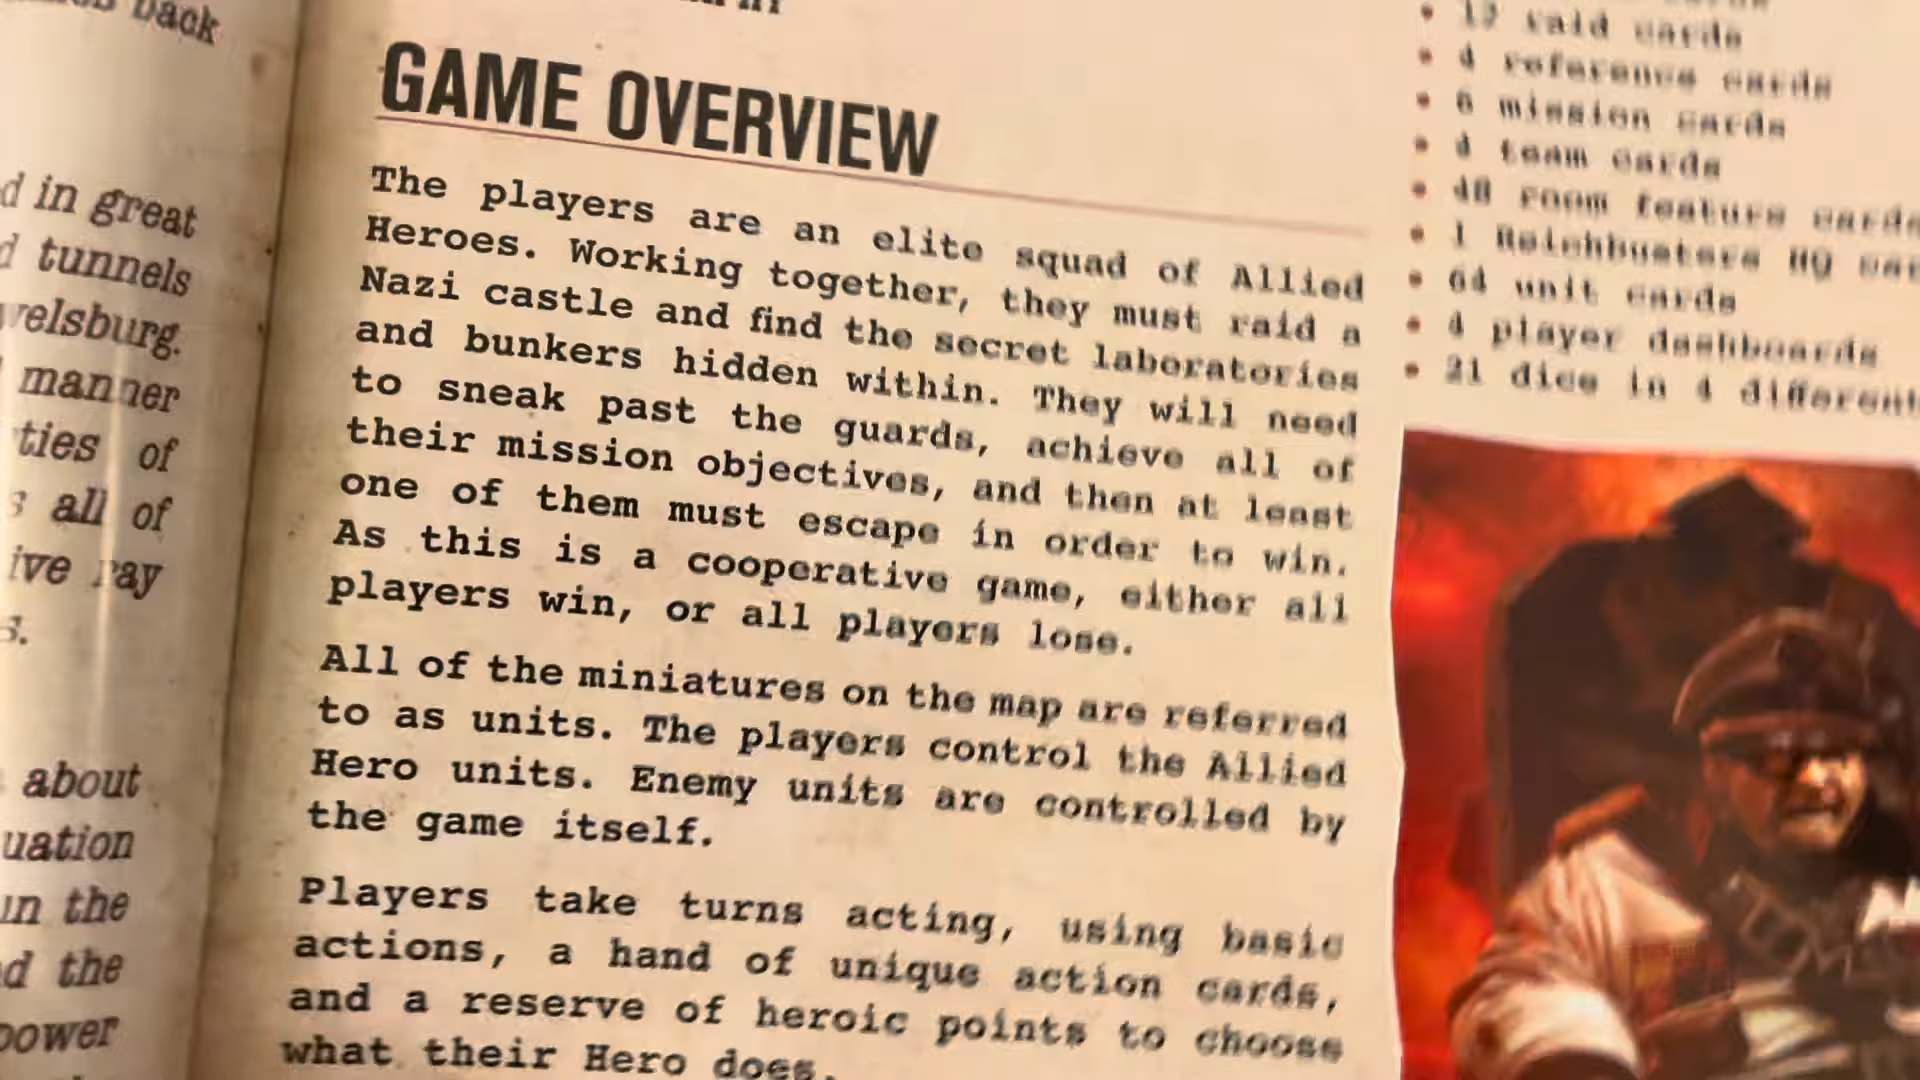 back
d in great
d tunnels
velsburg.
manner
ties of
s all of
ive ray
s.
about
uation
in the
d the
power
GAME OVERVIEW
The players are an elite squad of Allied
Heroes. Working together, they must raid a
Nazi castle and find the secret laboratories
and bunkers hidden within. They will need
to sneak past the guards, achieve all of
their mission objectives, and then at least
one of them must escape in order to win.
As this is a cooperative game, either all
players win, or all players lose.
All of the miniatures on the map are referred
to as units. The players control the Allied
Hero units. Enemy units are controlled by
the game itself.
Players take turns acting, using basic
actions, a hand of unique action cards,
and a reserve of heroic points to choose
what their Hero does.
raid cards
• 4 reference cards
• 6 mission cards
• 4 team cards
• 48 room feature cards
• 1 Reichbusters HQ
• 64 unit cards
• 4 player dashboards
• 21 dice in 4 different